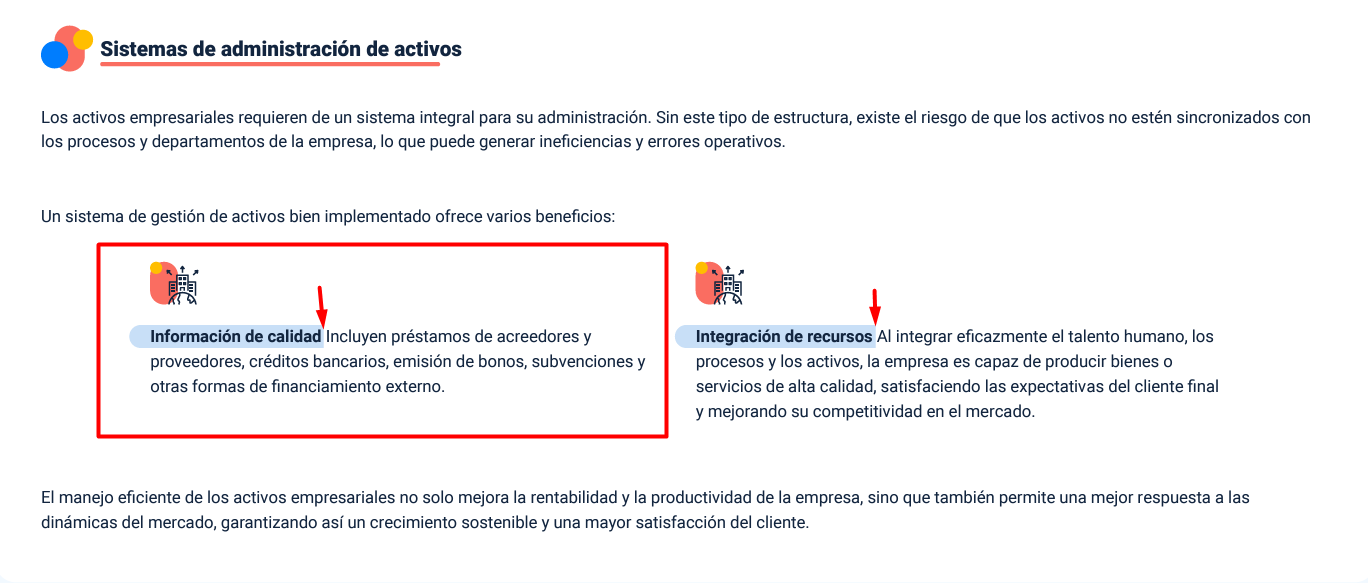 Sistemas de administración de activos
Los activos empresariales requieren de un sistema integral para su administración. Sin este tipo de estructura, existe el riesgo de que los activos no estén sincronizados con
los procesos y departamentos de la empresa, lo que puede generar ineficiencias y errores operativos.
Un sistema de gestión de activos bien implementado ofrece varios beneficios:
Información de calidad Incluyen préstamos de acreedores y
proveedores, créditos bancarios, emisión de bonos, subvenciones y
otras formas de financiamiento externo.
Integración de recursos Al integrar eficazmente el talento humano, los
procesos y los activos, la empresa es capaz de producir bienes o
servicios de alta calidad, satisfaciendo las expectativas del cliente final
y mejorando su competitividad en el mercado.
El manejo eficiente de los activos empresariales no solo mejora la rentabilidad y la productividad de la empresa, sino que también permite una mejor respuesta a las
dinámicas del mercado, garantizando así un crecimiento sostenible y una mayor satisfacción del cliente.